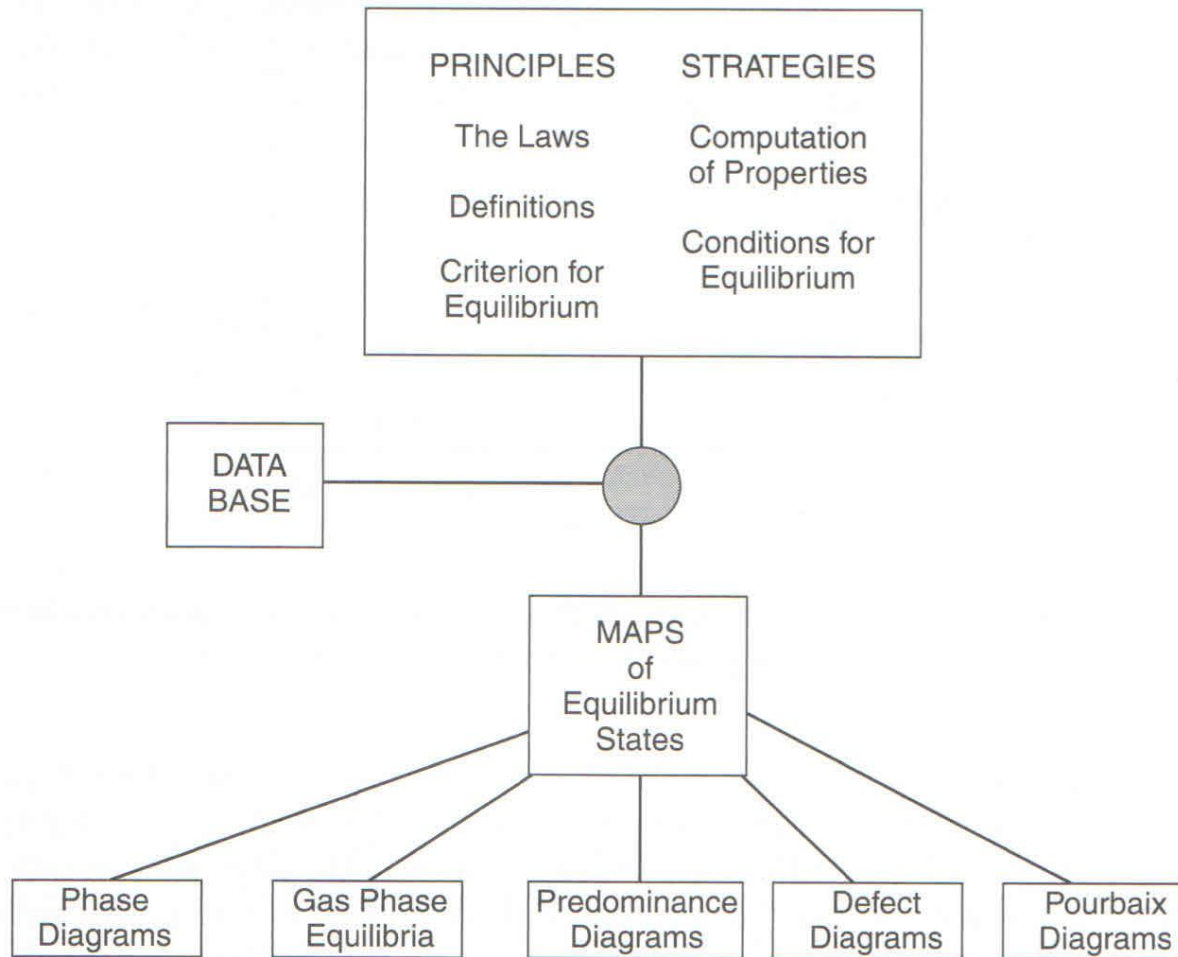 PRINCIPLES
The Laws
Definitions
Criterion for
Equilibrium
STRATEGIES
Computation
of Properties
Conditions for
Equilibrium
DATA
BASE
MAPS
of
Equilibrium
States
Phase
Diagrams
Gas Phase
Equilibria
Predominance
Diagrams
Defect
Diagrams
Pourbaix
Diagrams